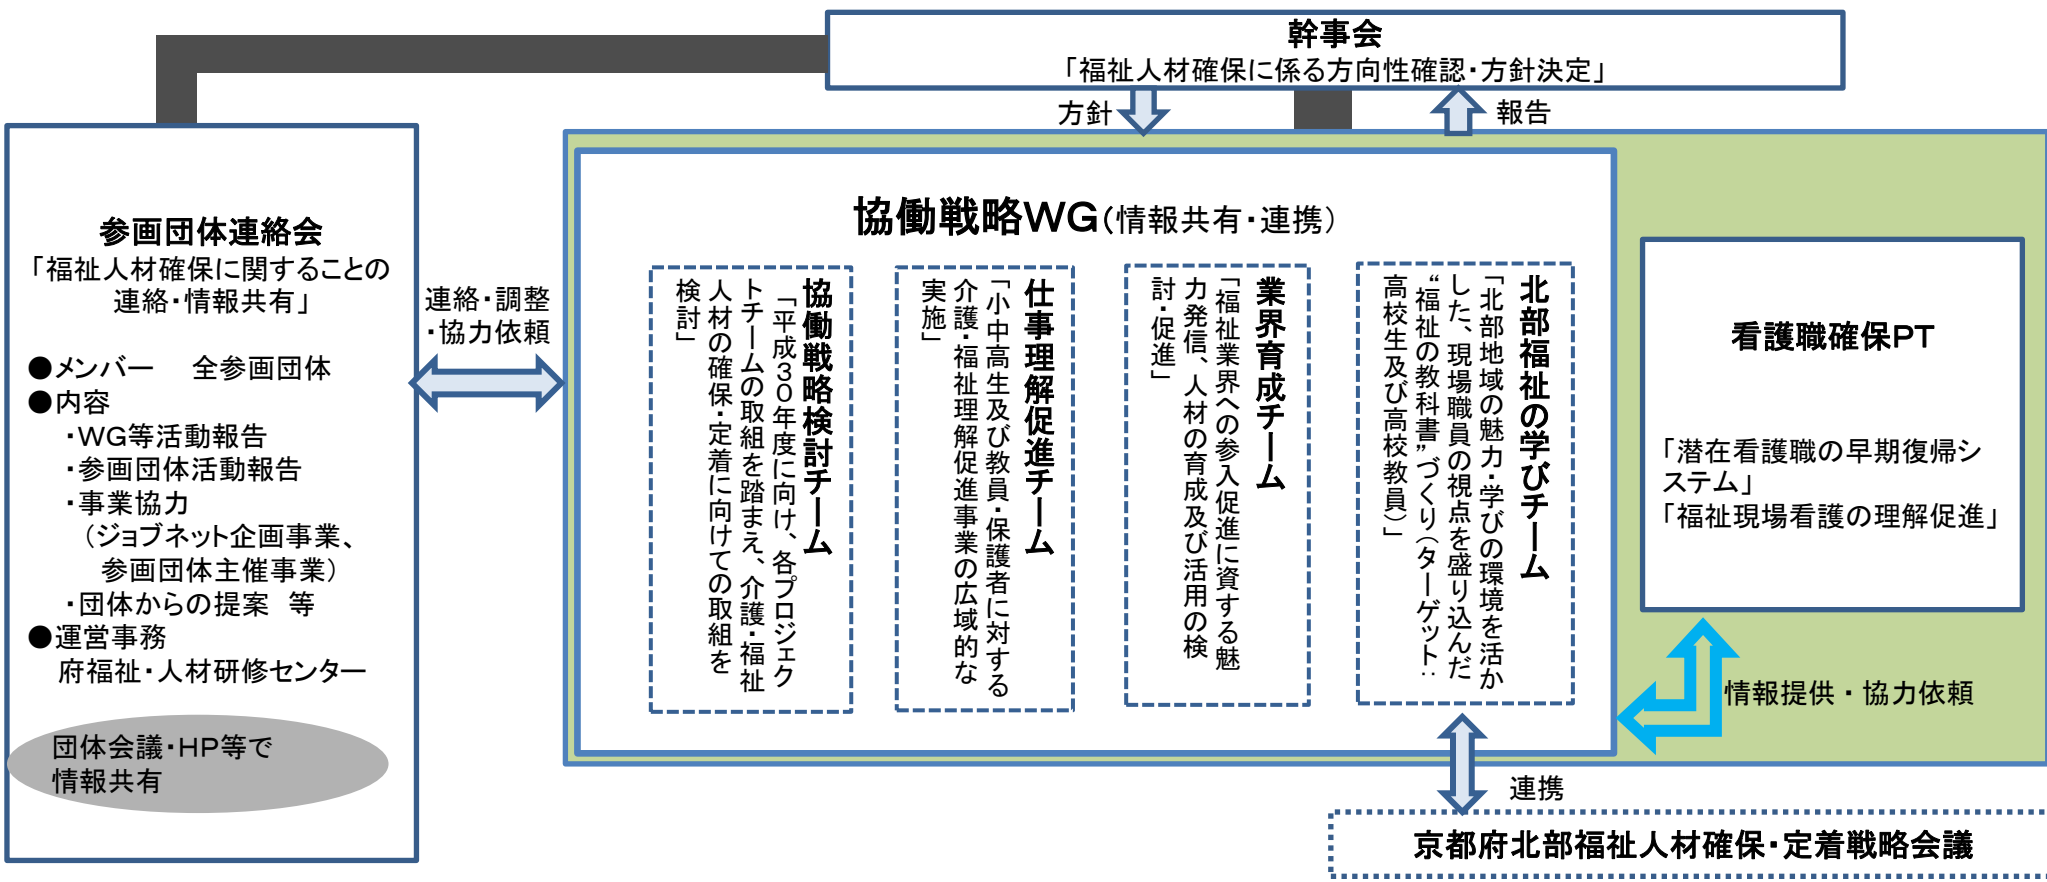 幹事会
「福祉人材確保に係る方向性確認・方針決定」
方針
報告
参画団体連絡会
「福祉人材確保に関することの
連絡・情報共有」
●メンバー　全参画団体
●内容
・WG等活動報告
・参画団体活動報告
・事業協力
（ジョブネット企画事業、
参画団体主催事業）
・団体からの提案　等
●運営事務
府福祉・人材研修センター
団体会議・HP等で
情報共有
連絡・調整
・協力依頼
協働戦略WG（情報共有・連携）
協働戦略検討チーム
「平成３０年度に向け、各プロジェク
トチームの取組を踏まえ、介護・福祉
人材の確保・定着に向けての取組を
検討」
仕事理解促進チーム
「小中高生及び教員・保護者に対する
介護・福祉理解促進事業の広域的な
実施」
業界育成チーム
「福祉業界への参入促進に資する魅
力発信、人材の育成及び活用の検
討・促進」
北部福祉の学びチーム
「北部地域の魅力・学びの環境を活か
した、現場職員の視点を盛り込んだ
“福祉の教科書”づくり（ターゲット：
高校生及び高校教員）」
看護職確保PT
「潜在看護職の早期復帰シ
ステム」
「福祉現場看護の理解促進」
情報提供・協力依頼
連携
京都府北部福祉人材確保・定着戦略会議